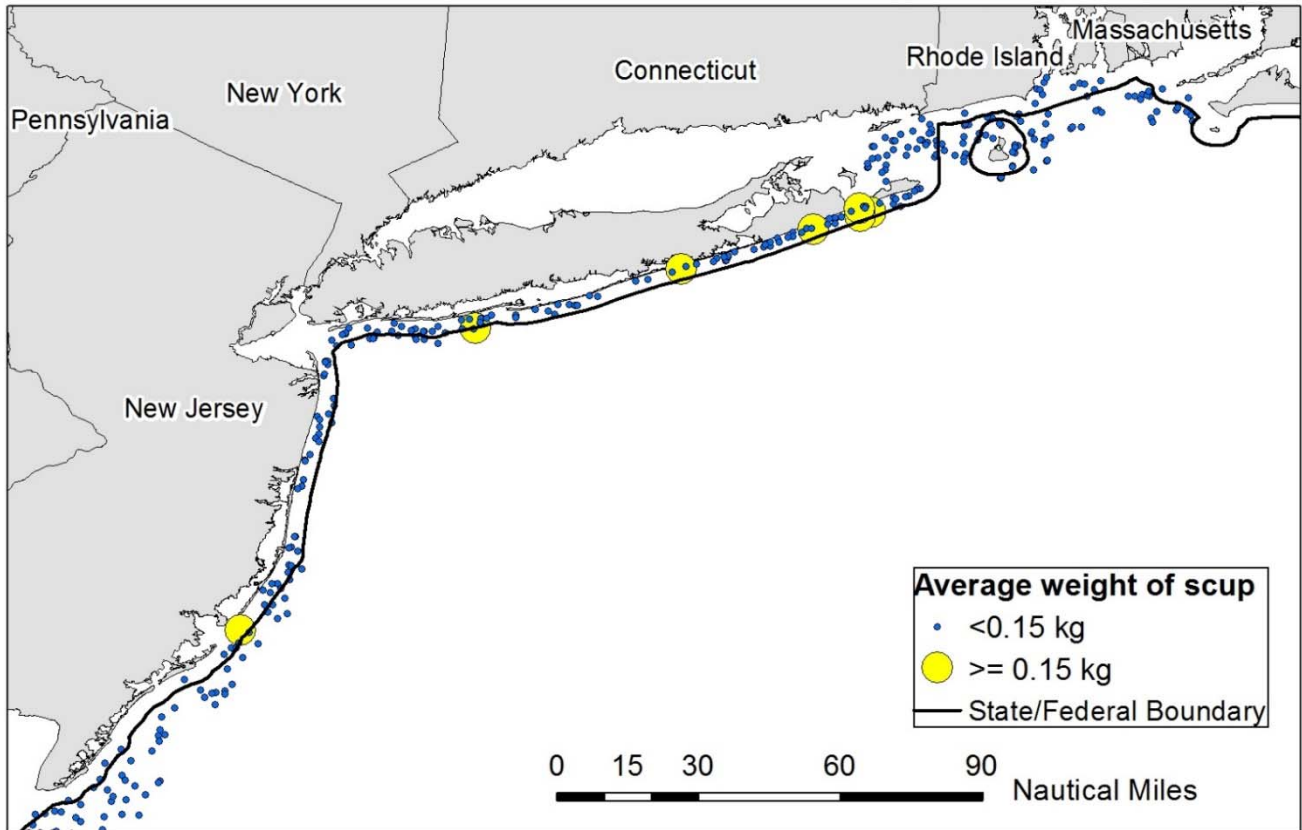 Massachusetts
Rhode Island
Connecticut
New York
Pennsylvania
New Jersey
Average weight of scup
<0.15 kg
>= 0.15 kg
State/Federal Boundary
0 15 30 60 90
Nautical Miles